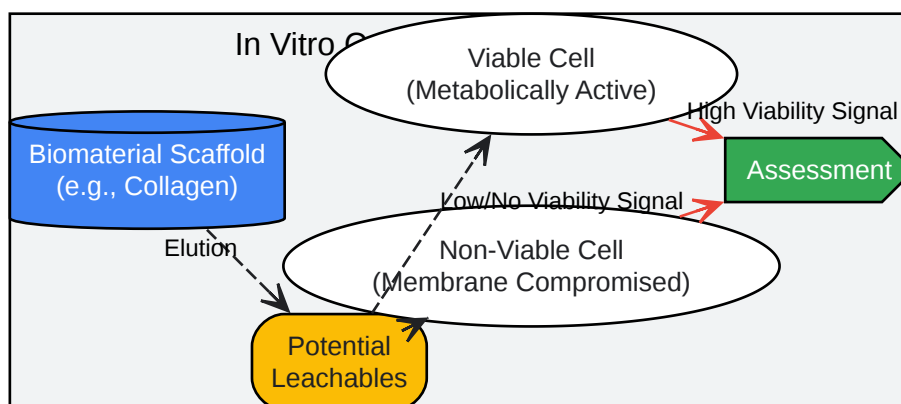 In Vitro
Viable Cell
(Metabolically Active)
High Viability Signal
Biomaterial Scaffold
(e.g., Collagen)
Assessment
Low/No Viability Signal
Elution
Non-Viable Cell
(Membrane Compromised)
Potential
Leachables